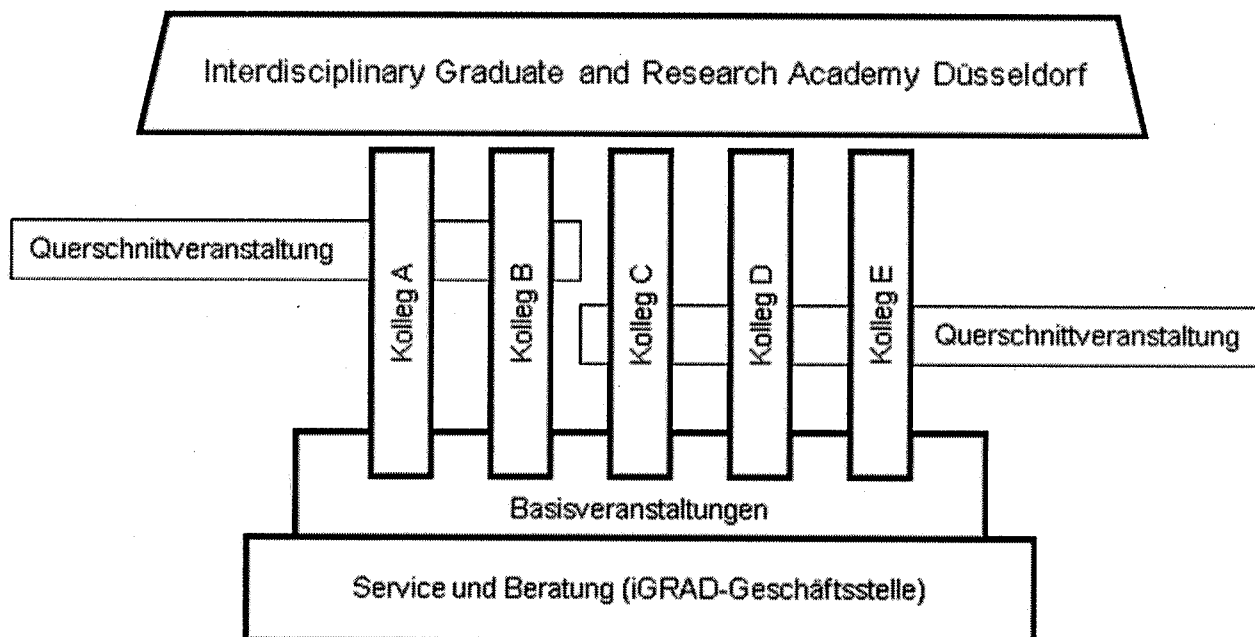 Interdisciplinary Graduate and Research Academy Düsseldorf
Querschnittveranstaltung
Kolleg A
Kolleg B
Kolleg C
Kolleg D
Kolleg E
Querschnittveranstaltung
Basisveranstaltungen
Service und Beratung (iGRAD-Geschäftsstelle)